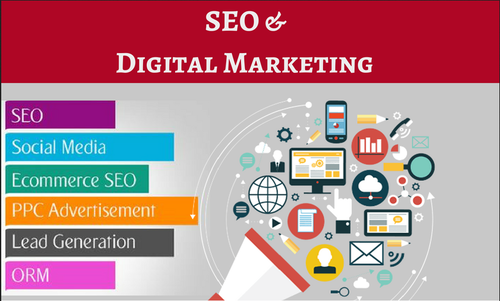 SEO &
Digital Marketing
SEO
Social Media
Ecommerce SEO
PPC Advertisement
Lead Generation
ORM